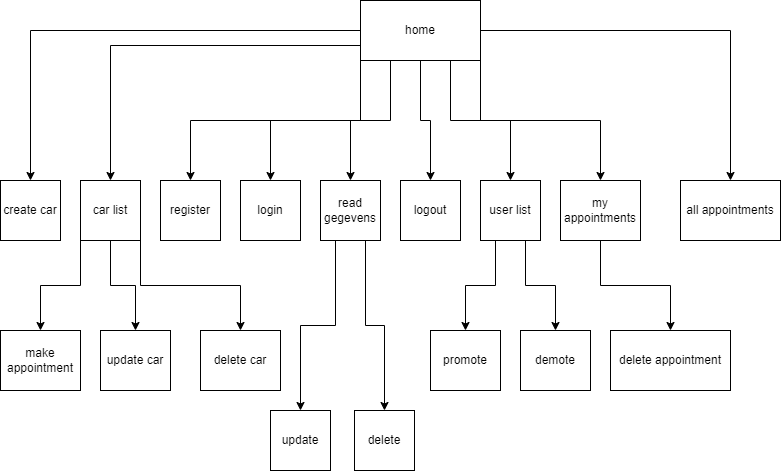 home
create car
car list
register
login
read
gegevens
logout
user list
my
appointments
all appointments
make
appointment
update car
delete car
promote
demote
delete appointment
update
delete